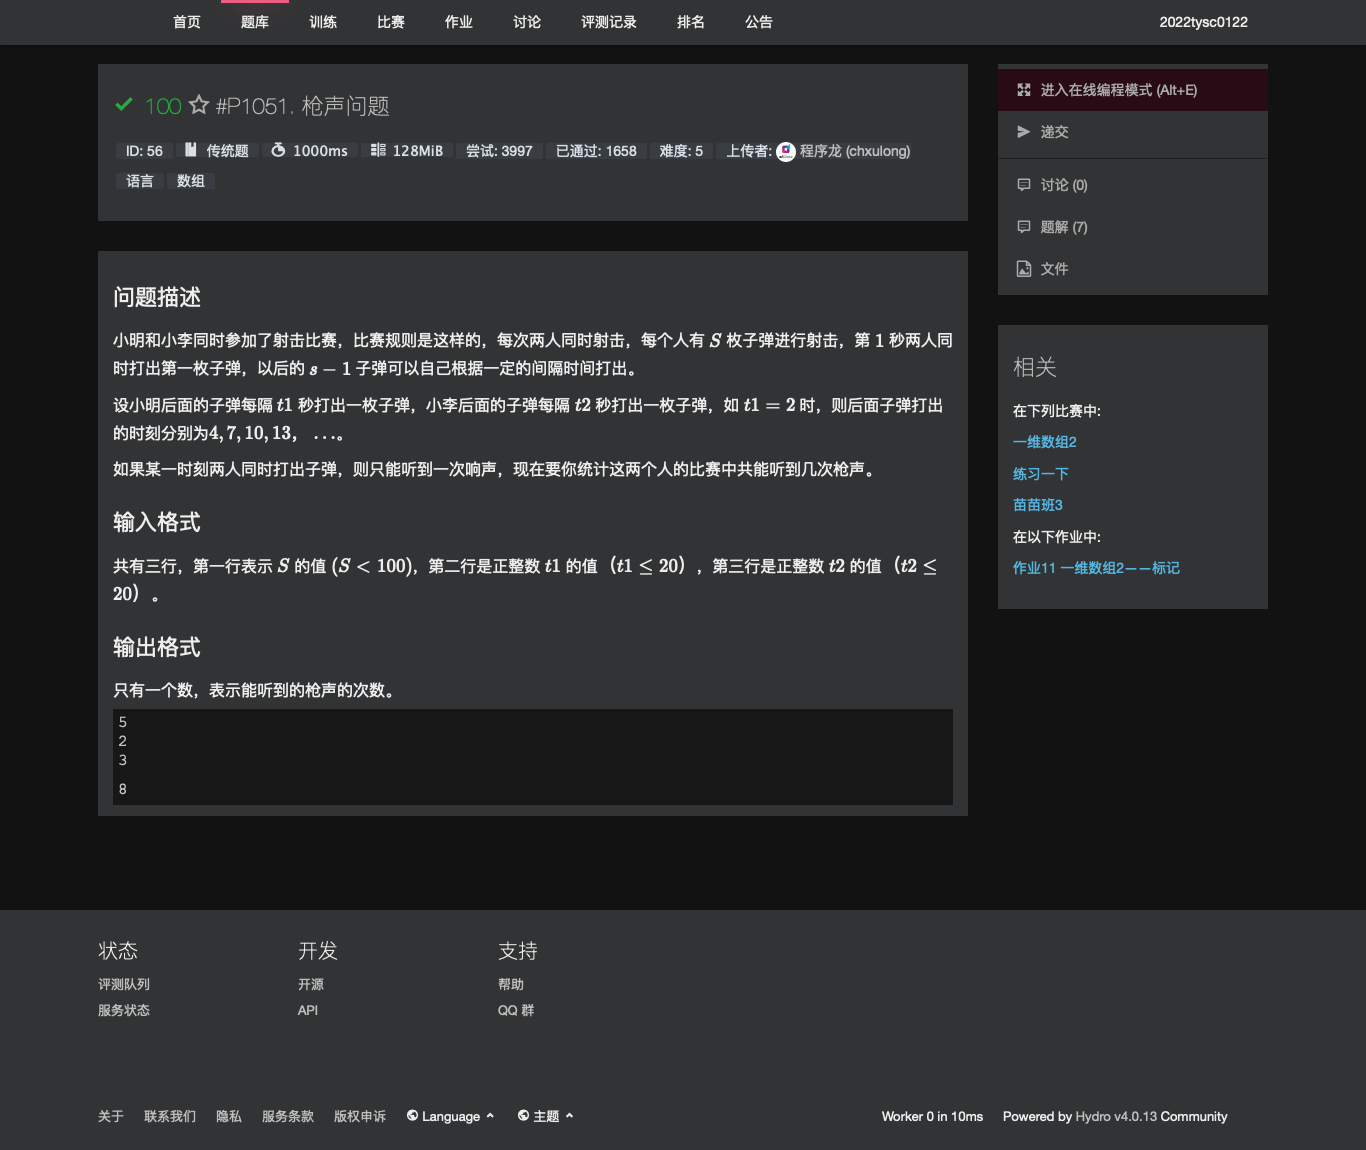 首页 题库 训练 比赛 作业 讨论 评测记录 排名 公告 2022tysc0122
100 #P1051. 枪声问题
ID: 56 传统题 1000ms 128MiB 尝试: 3997 已通过: 1658 难度: 5 上传者: 程序龙 (chxulong)
语言 数组
问题描述
小明和小李同时参加了射击比赛，比赛规则是这样的，每次两人同时射击，每个人有 S 枚子弹进行射击，第 1 秒两人同
时打出第一枚子弹，以后的 s − 1 子弹可以自己根据一定的间隔时间打出。
设小明后面的子弹每隔 t1 秒打出一枚子弹，小李后面的子弹每隔 t2 秒打出一枚子弹，如 t1 = 2 时，则后面子弹打出
的时刻分别为4, 7, 10, 13， …。
如果某一时刻两人同时打出子弹，则只能听到一次响声，现在要你统计这两个人的比赛中共能听到几次枪声。
输入格式
共有三行，第一行表示 S 的值 (S < 100)，第二行是正整数 t1 的值（t1 ≤ 20），第三行是正整数 t2 的值（t2 ≤
20）。
输出格式
只有一个数，表示能听到的枪声的次数。
5
2
3
8
进入在线编程模式 (Alt+E)
递交
讨论 (0)
题解 (7)
文件
相关
在下列比赛中:
一维数组2
练习一下
苗苗班3
在以下作业中:
作业11 一维数组2——标记
状态
评测队列
服务状态
开发
开源
API
支持
帮助
QQ 群
关于 联系我们 隐私 服务条款 版权申诉 Language 主题 Worker 0 in 10ms Powered by Hydro v4.0.13 Community